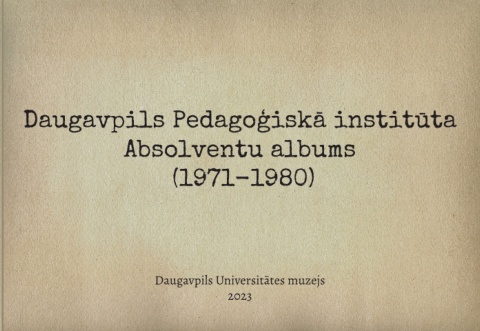 Daugavpils Pedagoģiskā institūta
Absolventu albums
(1971-1980)
Daugavpils Universitātes muzejs
2023